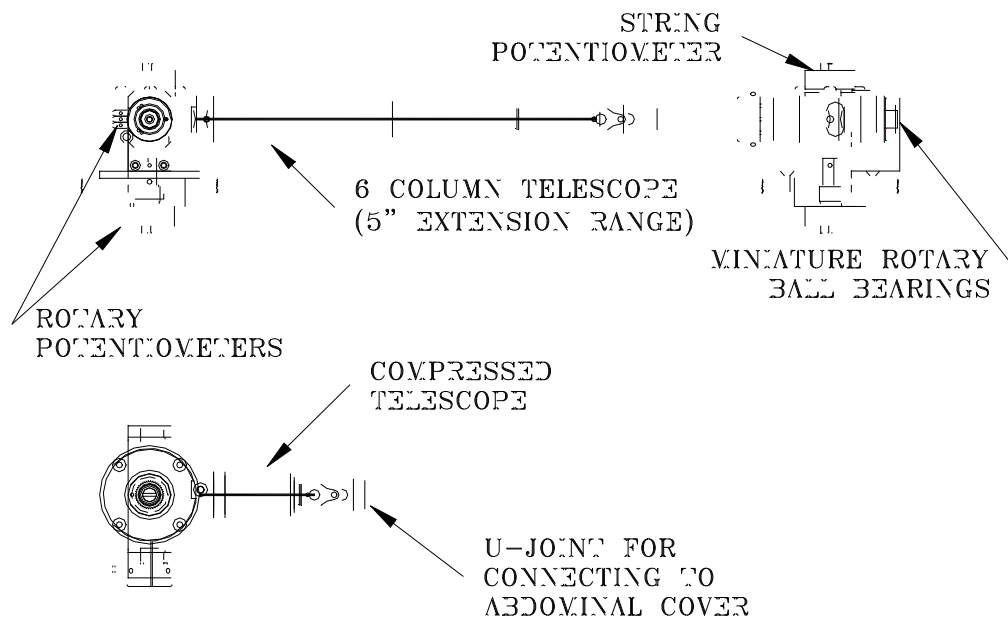 STRING
POTENTIOMETER
6 COLUMN TELESCOPE
(5" EXTENSION RANGE)
MINIATURE ROTARY
BALL BEARINGS
ROTARY
POTENTIOMETERS
COMPRESSED
TELESCOPE
U-JOINT FOR
CONNECTING TO
ABDOMINAL COVER